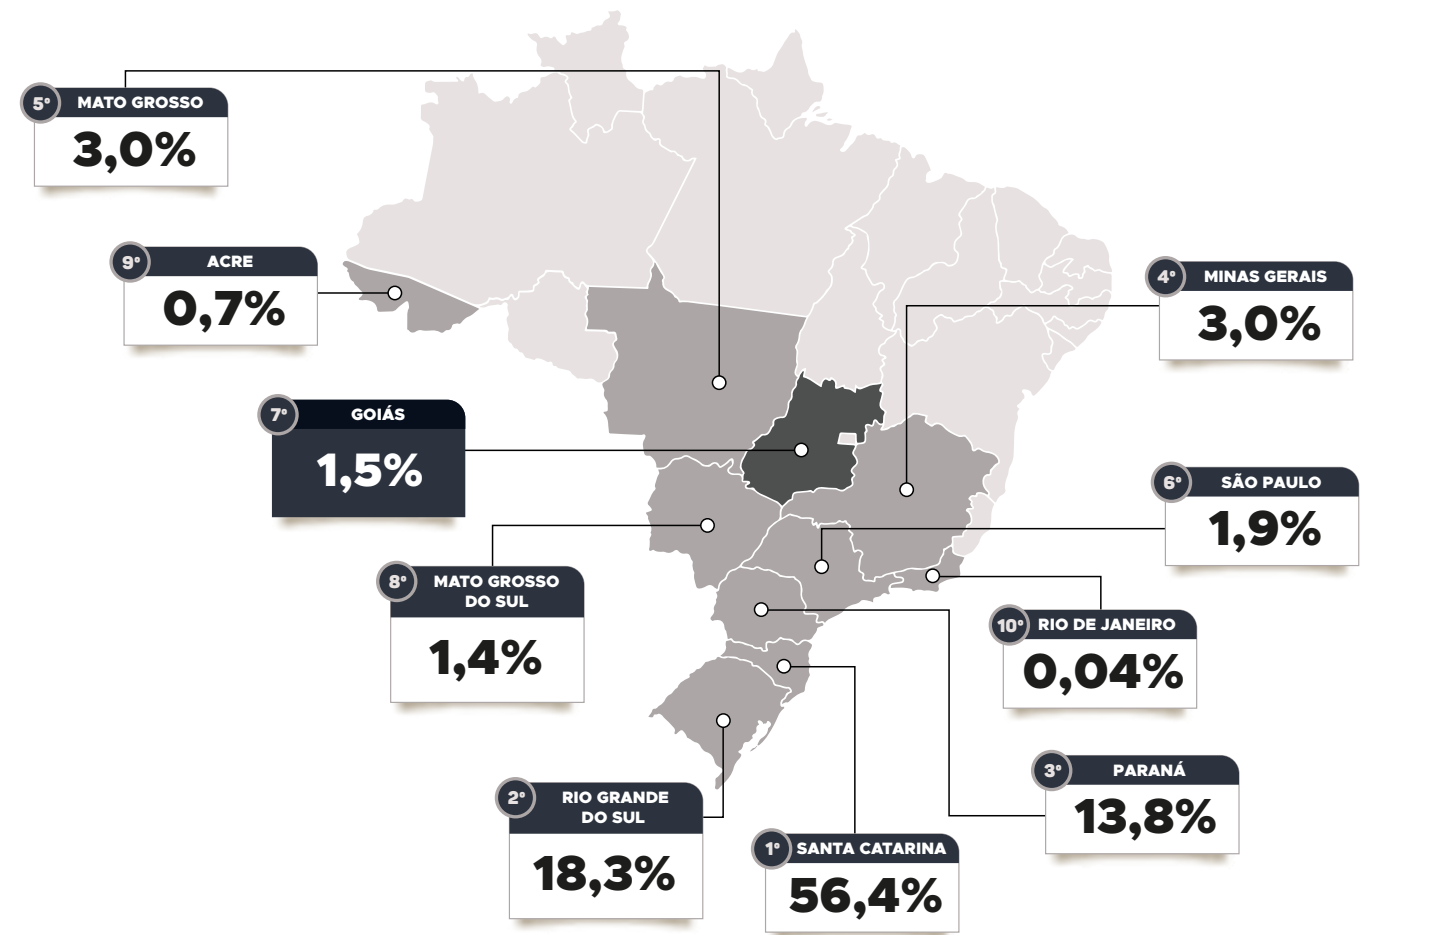 5º
MATO GROSSO
3,0%
9º
ACRE
0,7%
4º
MINAS GERAIS
3,0%
7º
GOIÁS
1,5%
6º
SÃO PAULO
1,9%
8º
MATO GROSSO
DO SUL
1,4%
10º
RIO DE JANEIRO
0,04%
3º
PARANÁ
13,8%
2º
RIO GRANDE
DO SUL
18,3%
1º
SANTA CATARINA
56,4%